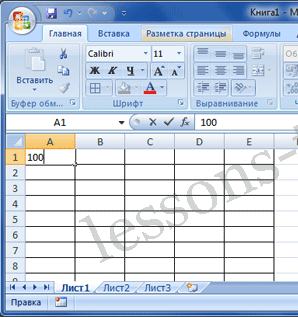 Книга1 - M
Главная Вставка Разметка страницы
Вставить
Calibri 11
Ж К Ч A A
Буфер обм... Шрифт Выравнивание
A1 fx 100
A B C D E
1 100
2
3
4
5
6
7
8
9
lessons-
Лист1 Лист2 Лист3
Правка